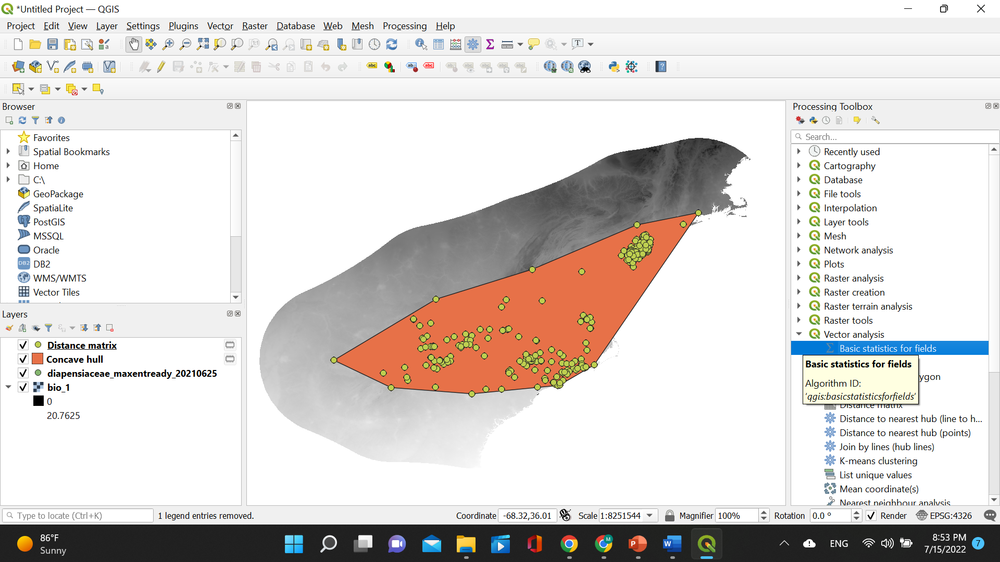 *Untitled Project — QGIS
Project Edit View Layer Settings Plugins Vector Raster Database Web Mesh Processing Help
Browser
Favorites
Spatial Bookmarks
Home
C:\
GeoPackage
SpatiaLite
PostGIS
MSSQL
Oracle
DB2
WMS/WMTS
Vector Tiles
Layers
Distance matrix
Concave hull
diapensiaceae_maxentready_20210625
bio_1
0
20.7625
Processing Toolbox
Search...
Recently used
Cartography
Database
File tools
Interpolation
Layer tools
Mesh
Network analysis
Plots
Raster analysis
Raster creation
Raster terrain analysis
Raster tools
Vector analysis
Basic statistics for fields
Basic statistics for fields
Algorithm ID:
'qgis:basicstatisticsforfields'
ygon
Distance matrix
Distance to nearest hub (line to h...
Distance to nearest hub (points)
Join by lines (hub lines)
K-means clustering
List unique values
Mean coordinate(s)
Nearest neighbour analysis
Type to locate (Ctrl+K) 1 legend entries removed. Coordinate -68.32,36.01 Scale 1:8251544 Magnifier 100% Rotation 0.0 ° Render EPSG:4326
86°F
Sunny
ENG
8:53 PM
7/15/2022
7